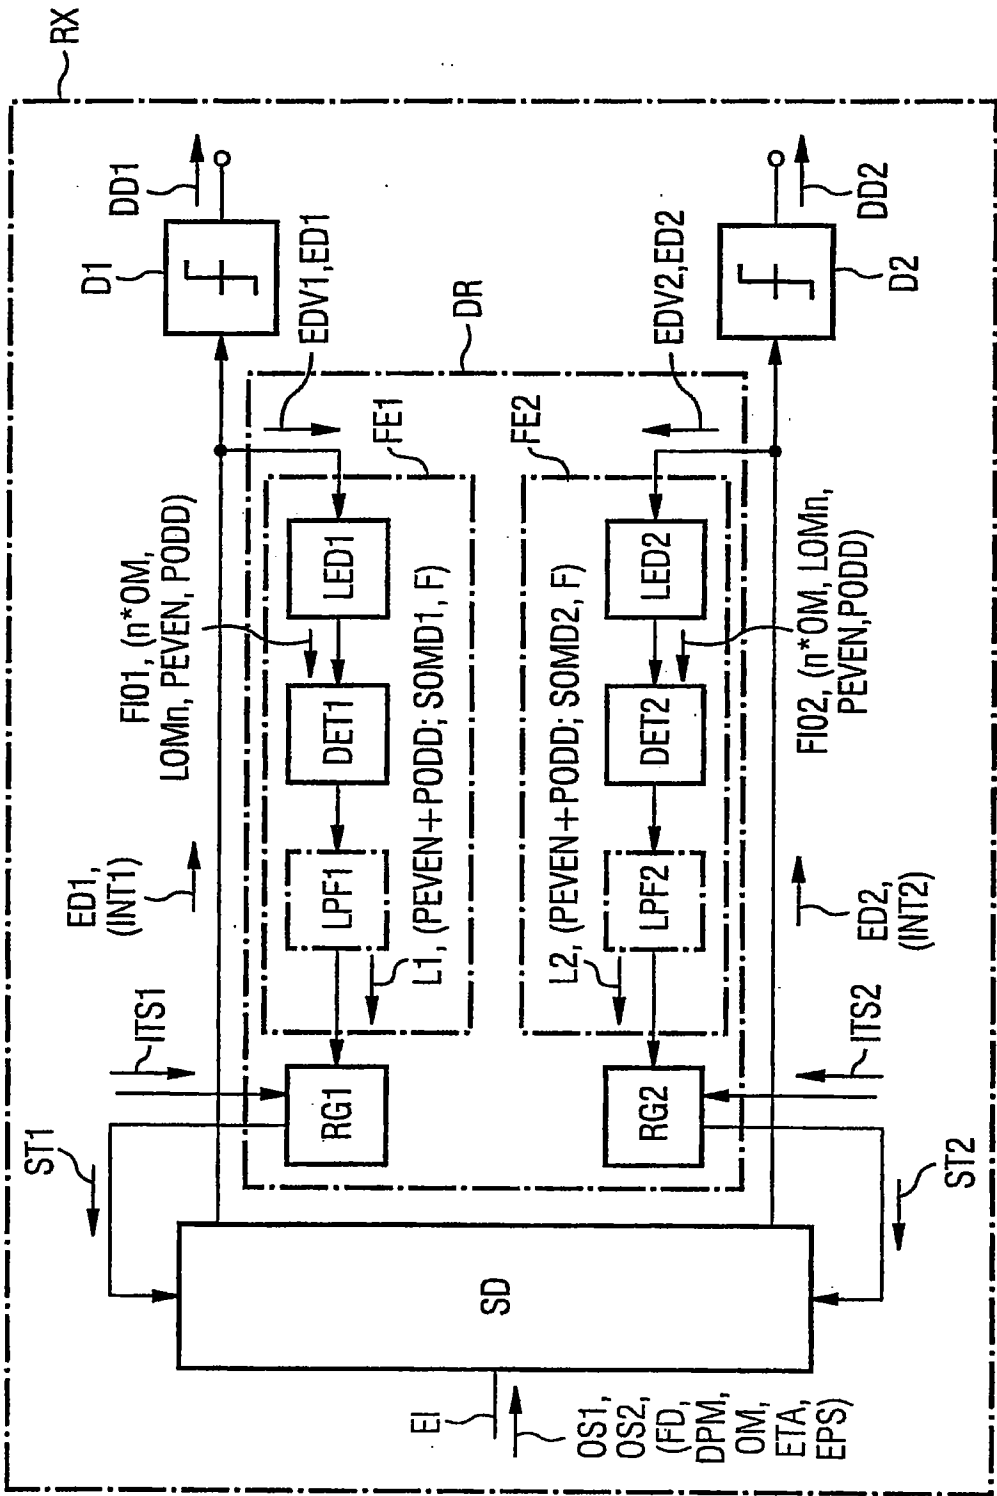 RX
DD1
D1
EDV1,ED1
DR
EDV2,ED2
DD2
D2
FE1
FE2
FIO1, (n*OM,
LOMn, PEVEN, PODD)
LED1
LED2
DET1
DET2
LPF1
LPF2
FIO2, (n*OM, LOMn,
PEVEN,PODD)
L1, (PEVEN+PODD; SOMD1, F)
L2, (PEVEN+PODD; SOMD2, F)
ED1,
(INT1)
ED2,
(INT2)
ITS1
ITS2
RG1
RG2
ST1
ST2
SD
EI
OS1,
OS2,
(FD,
DPM,
OM,
ETA,
EPS)